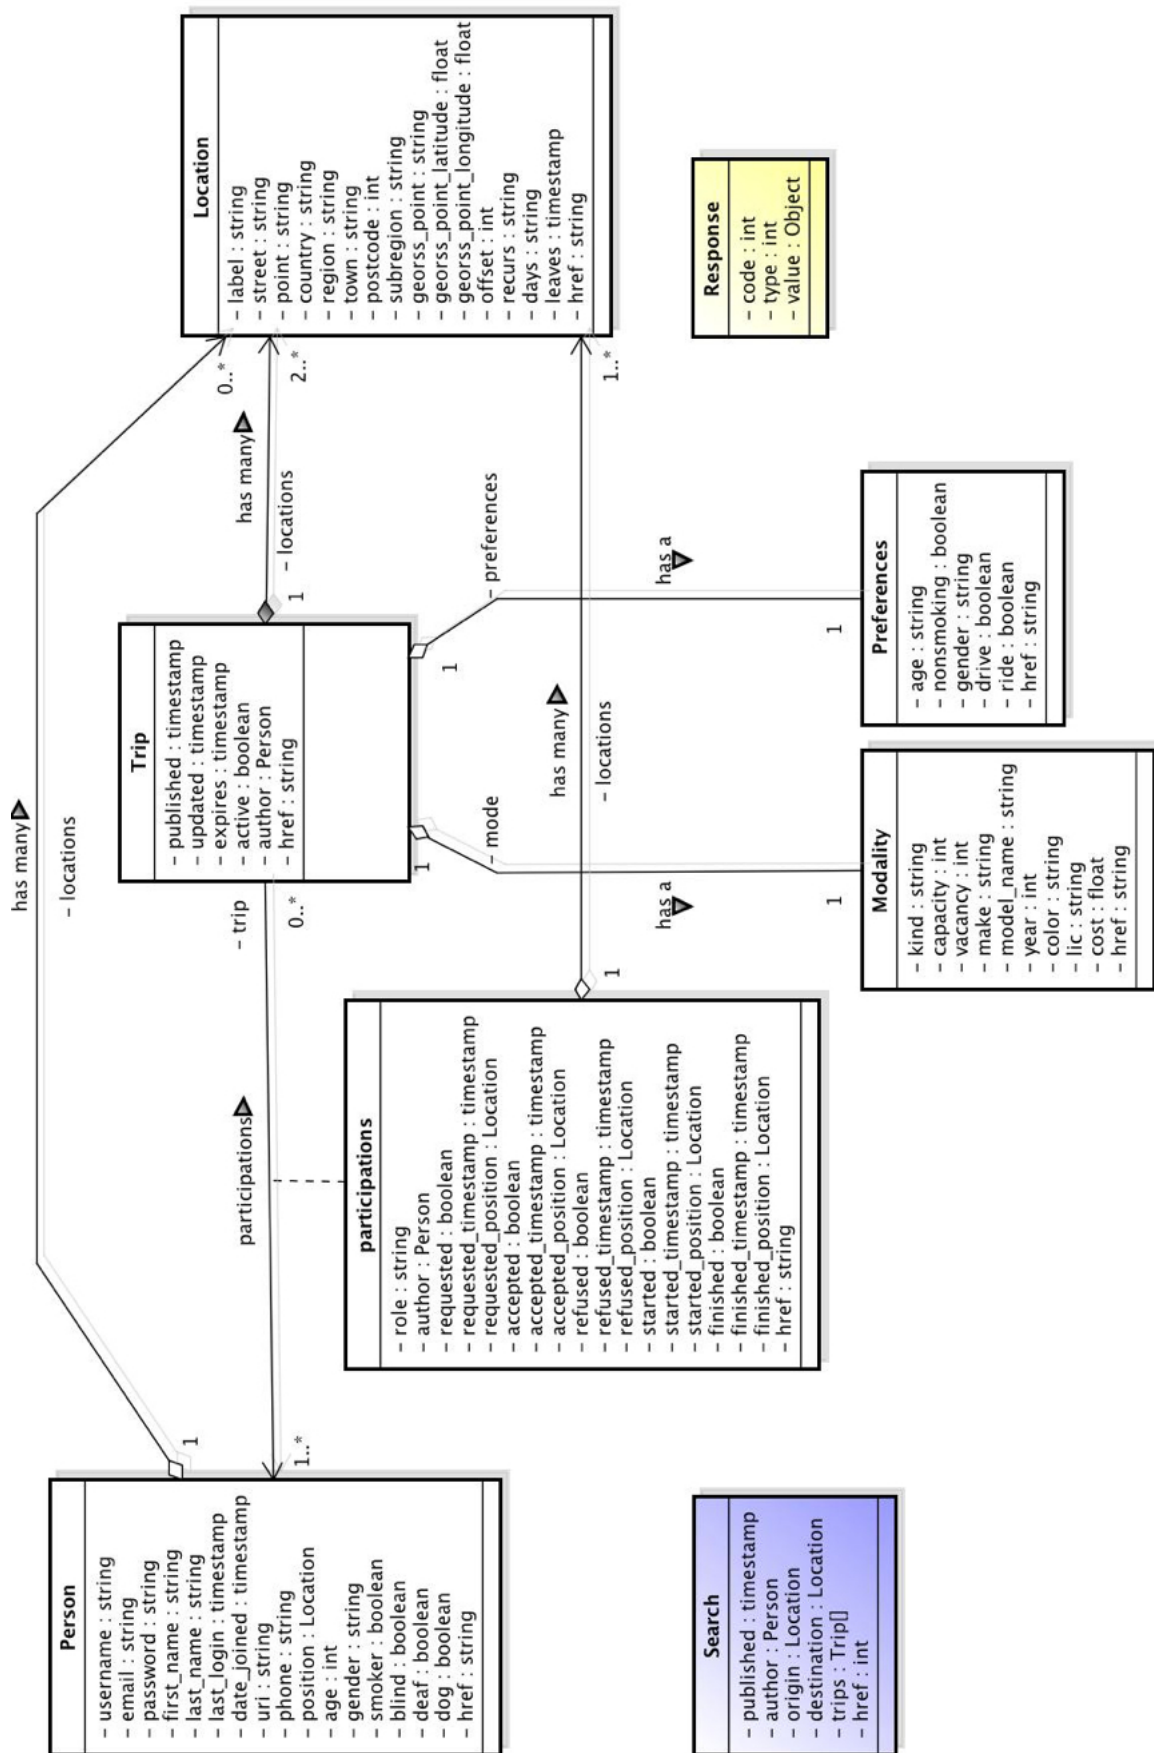 has many
- locations
Person
- username : string
- email : string
- password : string
- first_name : string
- last_name : string
- last_login : timestamp
- date_joined : timestamp
- uri : string
- phone : string
- position : Location
- age : int
- gender : string
- smoker : boolean
- blind : boolean
- deaf : boolean
- dog : boolean
- href : string
1
1..*
participations
- trip
0..*
Trip
- published : timestamp
- updated : timestamp
- expires : timestamp
- active : boolean
- author : Person
- href : string
1
has many
- locations
0..*
2..*
Location
- label : string
- street : string
- point : string
- country : string
- region : string
- town : string
- postcode : int
- subregion : string
- georss_point : string
- georss_point_latitude : float
- georss_point_longitude : float
- offset : int
- recurs : string
- days : string
- leaves : timestamp
- href : string
participations
- role : string
- author : Person
- requested : boolean
- requested_timestamp : timestamp
- requested_position : Location
- accepted : boolean
- accepted_timestamp : timestamp
- accepted_position : Location
- refused : boolean
- refused_timestamp : timestamp
- refused_position : Location
- started : boolean
- started_timestamp : timestamp
- started_position : Location
- finished : boolean
- finished_timestamp : timestamp
- finished_position : Location
- href : string
1
has many
- locations
1..*
1
- mode
has a
1
1
- preferences
has a
1
Search
- published : timestamp
- author : Person
- origin : Location
- destination : Location
- trips : Trip[]
- href : int
Modality
- kind : string
- capacity : int
- vacancy : int
- make : string
- model_name : string
- year : int
- color : string
- lic : string
- cost : float
- href : string
Preferences
- age : string
- nonsmoking : boolean
- gender : string
- drive : boolean
- ride : boolean
- href : string
Response
- code : int
- type : int
- value : Object